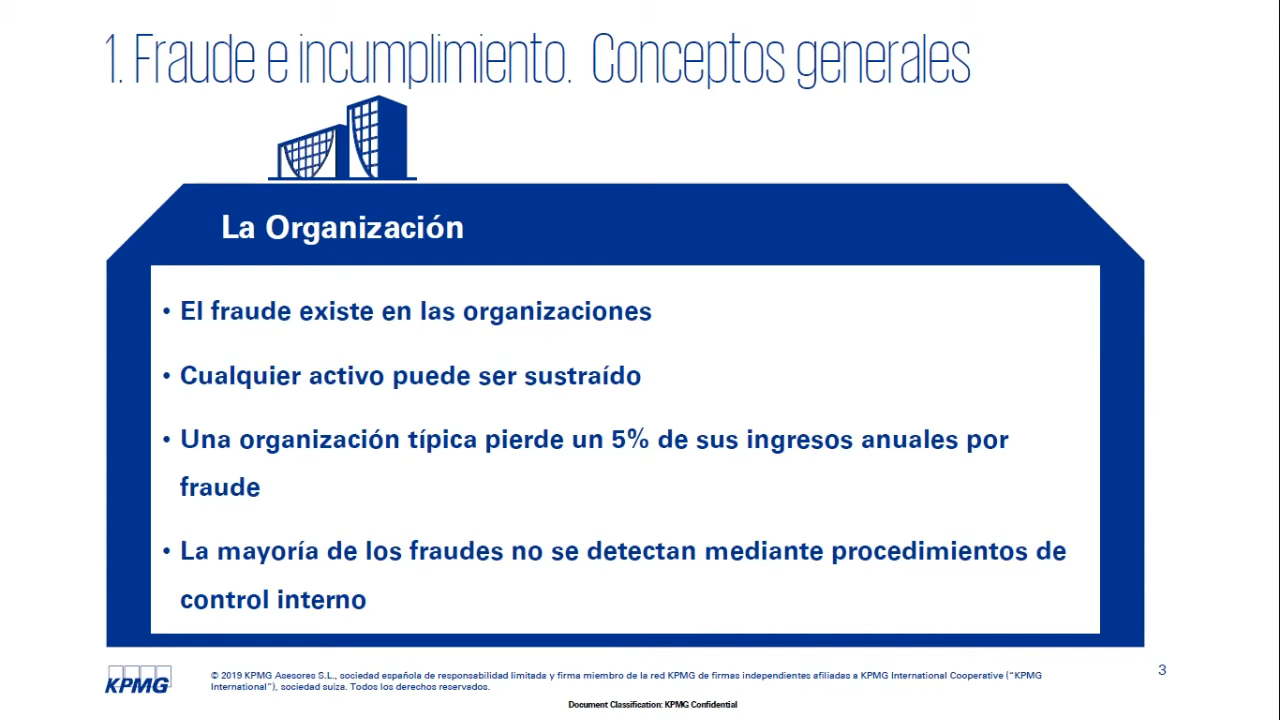 1. Fraude e incumplimiento. Conceptos generales
La Organización
• El fraude existe en las organizaciones
• Cualquier activo puede ser sustraído
• Una organización típica pierde un 5% de sus ingresos anuales por
fraude
• La mayoría de los fraudes no se detectan mediante procedimientos de
control interno
KPMG
© 2019 KPMG Asesores S.L., sociedad española de responsabilidad limitada y firma miembro de la red KPMG de firmas independientes afiliadas a KPMG International Cooperative (“KPMG
International”), sociedad suiza. Todos los derechos reservados.
3
Document Classification: KPMG Confidential